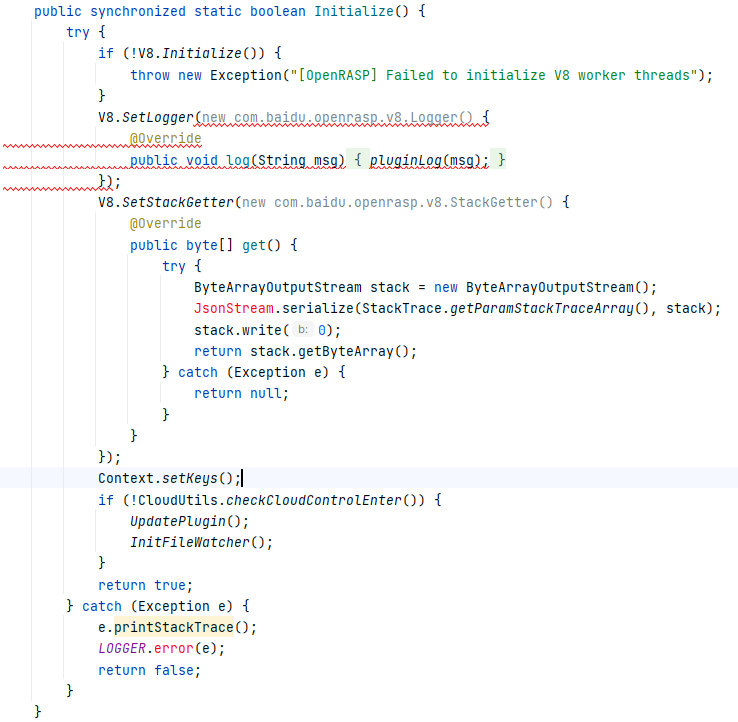 public synchronized static boolean Initialize() {
try {
if (!V8.Initialize()) {
throw new Exception("[OpenRASP] Failed to initialize V8 worker threads");
}
V8.SetLogger(new com.baidu.openrasp.v8.Logger() {
@Override
public void log(String msg) { pluginLog(msg); }
});
V8.SetStackGetter(new com.baidu.openrasp.v8.StackGetter() {
@Override
public byte[] get() {
try {
ByteArrayOutputStream stack = new ByteArrayOutputStream();
JsonStream.serialize(StackTrace.getParamStackTraceArray(), stack);
stack.write( b: 0);
return stack.getByteArray();
} catch (Exception e) {
return null;
}
}
});
Context.setKeys();
if (!CloudUtils.checkCloudControlEnter()) {
UpdatePlugin();
InitFileWatcher();
}
return true;
} catch (Exception e) {
e.printStackTrace();
LOGGER.error(e);
return false;
}
}